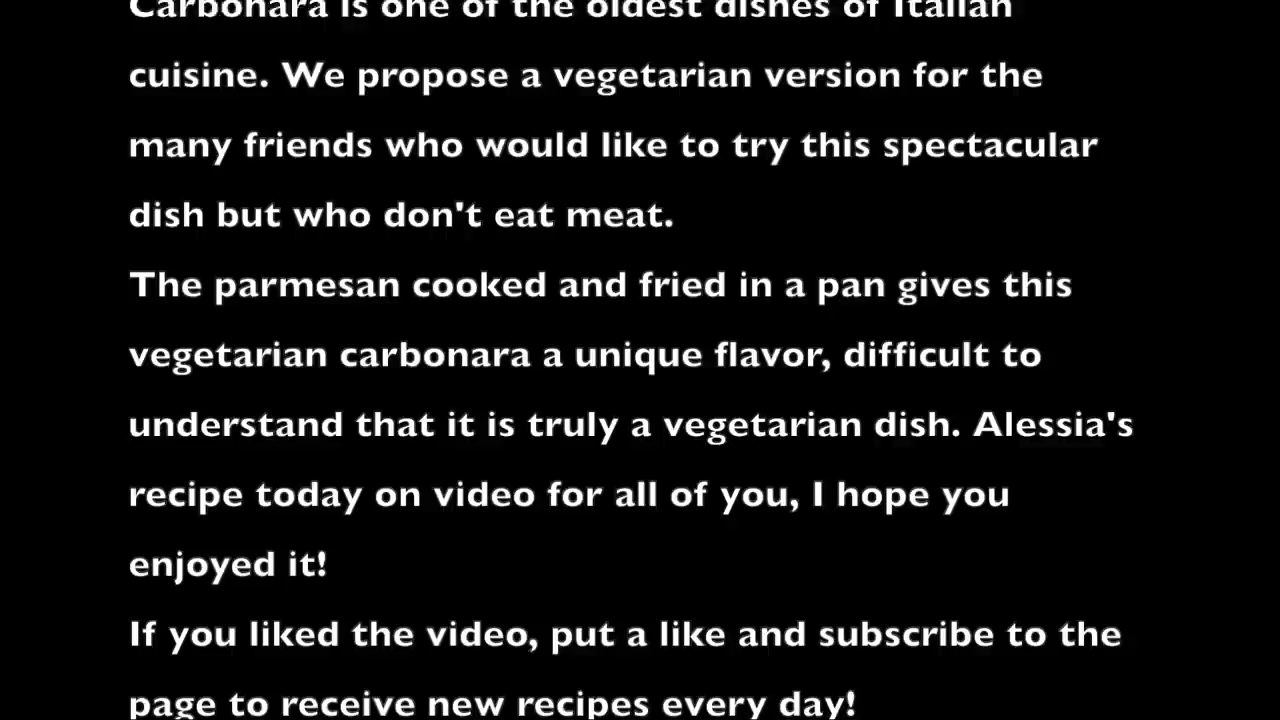 Carbonara is one of the oldest dishes of Italian
cuisine. We propose a vegetarian version for the
many friends who would like to try this spectacular
dish but who don't eat meat.
The parmesan cooked and fried in a pan gives this
vegetarian carbonara a unique flavor, difficult to
understand that it is truly a vegetarian dish. Alessia's
recipe today on video for all of you, I hope you
enjoyed it!
If you liked the video, put a like and subscribe to the
page to receive new recipes every day!